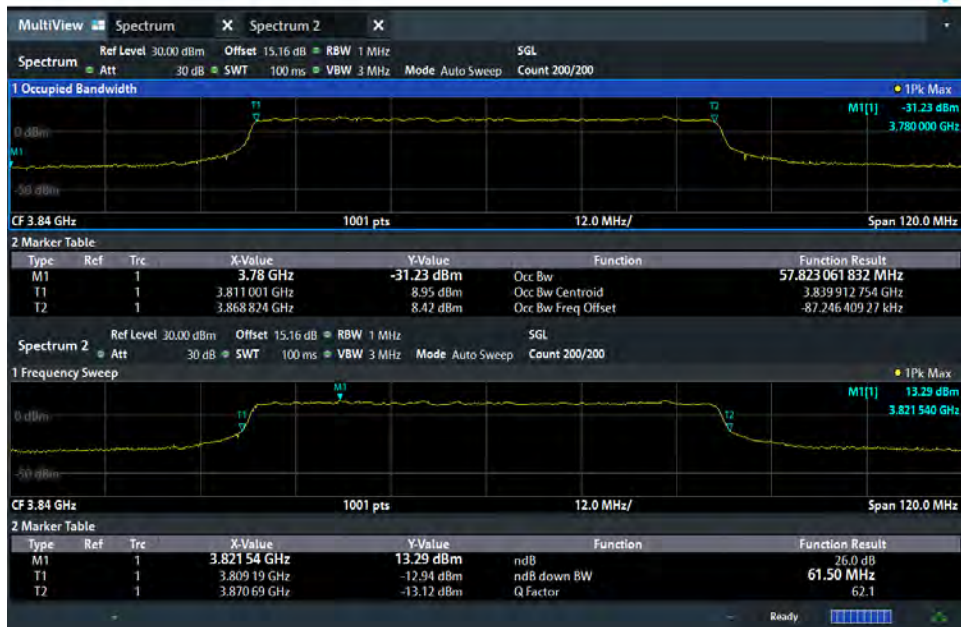 MultiView Spectrum X Spectrum 2 X
Spectrum Ref Level 30.00 dBm Offset 15.16 dB RBW 1 MHz SGL
Att 30 dB SWT 100 ms VBW 3 MHz Mode Auto Sweep Count 200/200
1 Occupied Bandwidth 1Pk Max
T1 T2 M1[1] -31.23 dBm
3.780 000 GHz
0 dBm
M1
-50 dBm
CF 3.84 GHz 1001 pts 12.0 MHz/ Span 120.0 MHz
2 Marker Table
Type Ref Trc X-Value Y-Value Function Function Result
M1 1 3.78 GHz -31.23 dBm Occ Bw 57.823 061 832 MHz
T1 1 3.811 001 GHz 8.95 dBm Occ Bw Centroid 3.839 912 754 GHz
T2 1 3.868 824 GHz 8.42 dBm Occ Bw Freq Offset -87.246 409 27 kHz
Spectrum 2 Ref Level 30.00 dBm Offset 15.16 dB RBW 1 MHz SGL
Att 30 dB SWT 100 ms VBW 3 MHz Mode Auto Sweep Count 200/200
1 Frequency Sweep 1Pk Max
M1 M1[1] 13.29 dBm
3.821 540 GHz
0 dBm T1 T2
-50 dBm
CF 3.84 GHz 1001 pts 12.0 MHz/ Span 120.0 MHz
2 Marker Table
Type Ref Trc X-Value Y-Value Function Function Result
M1 1 3.821 54 GHz 13.29 dBm ndB 26.0 dB
T1 1 3.809 19 GHz -12.94 dBm ndB down BW 61.50 MHz
T2 1 3.870 69 GHz -13.12 dBm Q Factor 62.1
Ready